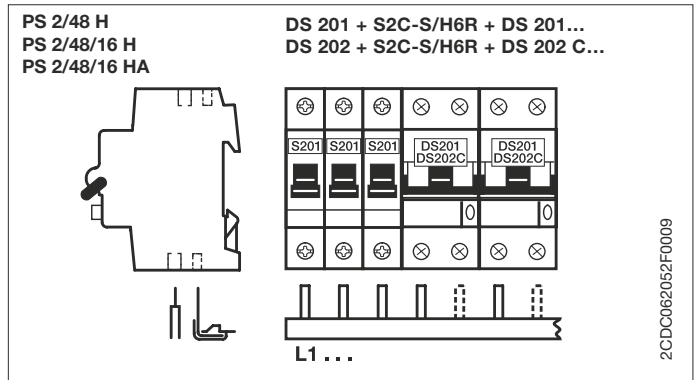 PS 2/48 H
PS 2/48/16 H
PS 2/48/16 HA
DS 201 + S2C-S/H6R + DS 201...
DS 202 + S2C-S/H6R + DS 202 C...
S201 S201 S201 DS201 DS201
DS202C DS202C
L1 . . .
2CDC062052F0009